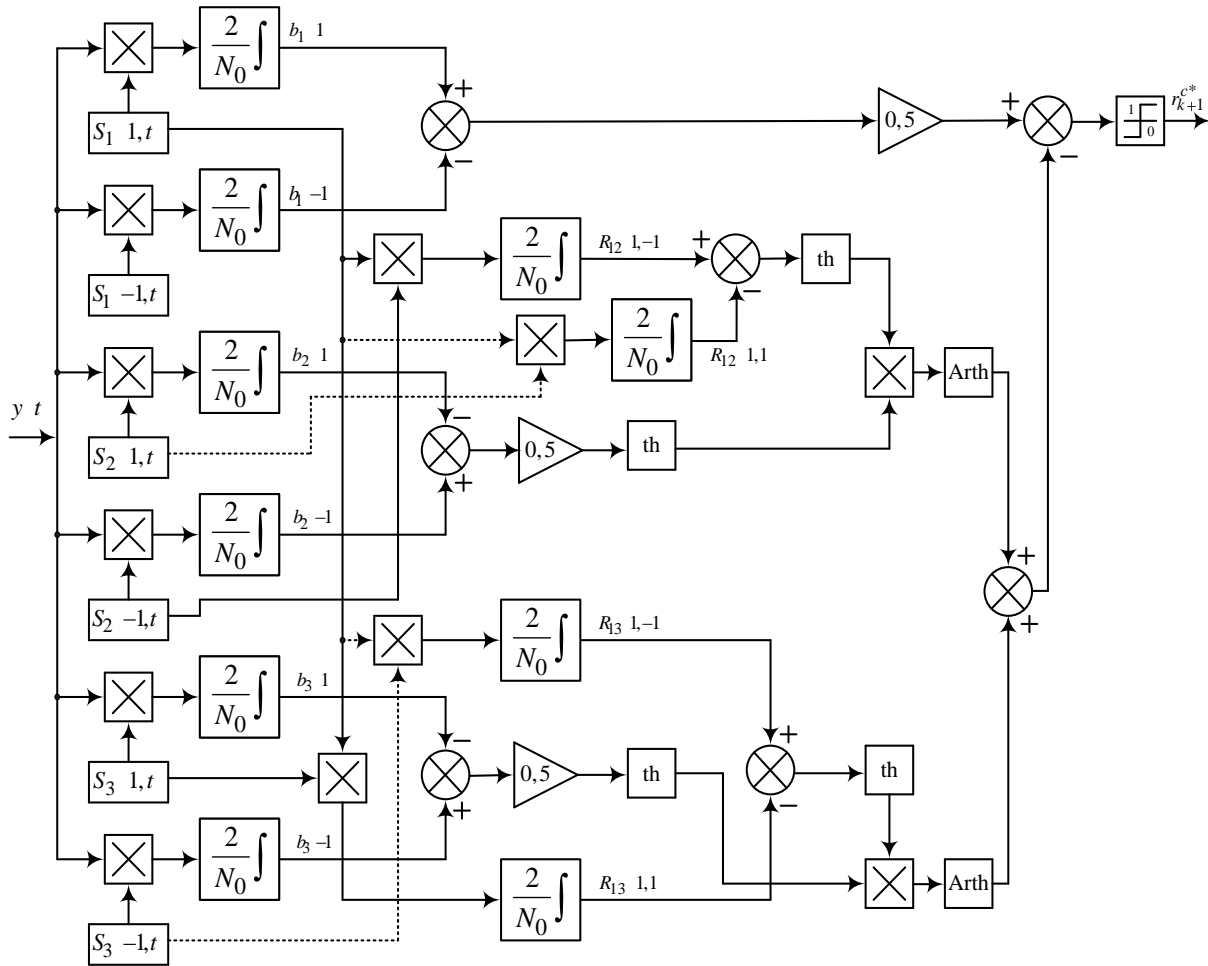 2
N0 ∫
b1 1
S1 1,t
+
−
0,5
+
−
1
0
r^{c*}_{k+1}
2
N0 ∫
b1 −1
S1 −1,t
2
N0 ∫
R12 1,−1
+
−
th
2
N0 ∫
R12 1,1
2
N0 ∫
b2 1
Arth
y t
S2 1,t
−
+
0,5
th
2
N0 ∫
b2 −1
S2 −1,t
+
+
2
N0 ∫
R13 1,−1
2
N0 ∫
b3 1
S3 1,t
−
+
0,5
th
+
−
th
2
N0 ∫
b3 −1
2
N0 ∫
R13 1,1
Arth
S3 −1,t